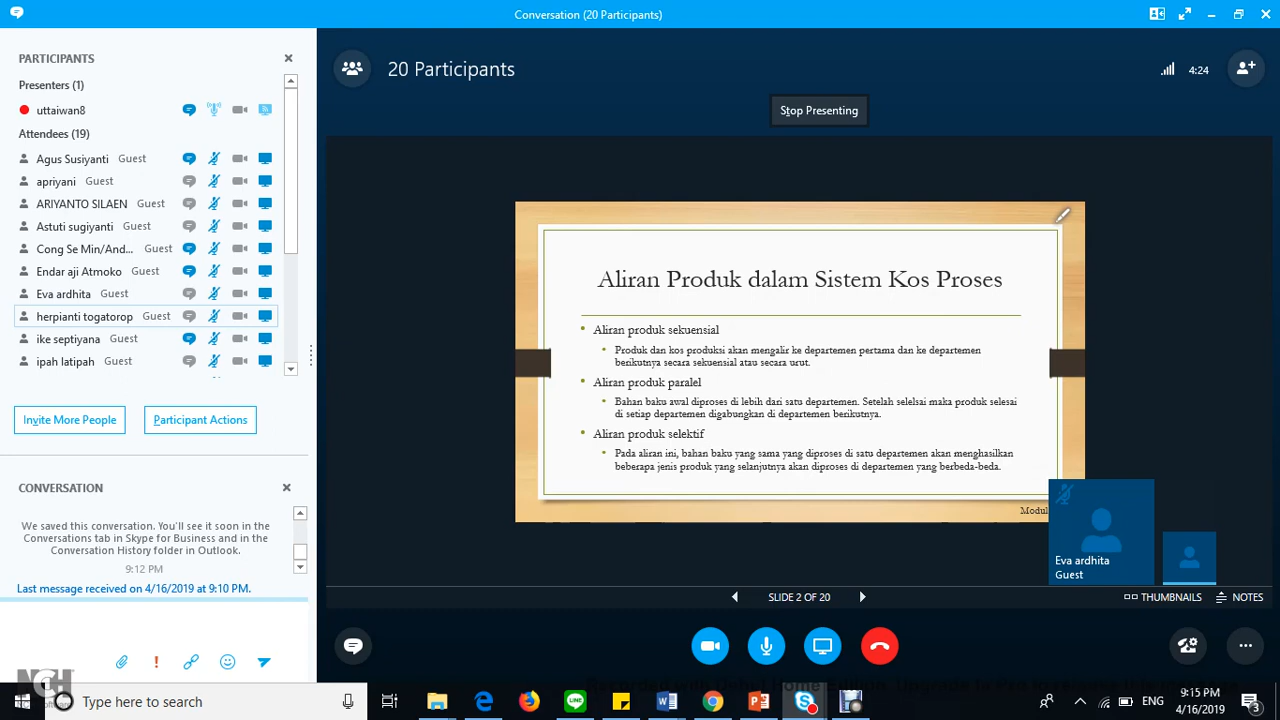 Conversation (20 Participants)
PARTICIPANTS
Presenters (1)
uttaiwan8
Attendees (19)
Agus Susiyanti Guest
apriyani Guest
ARIYANTO SILAEN Guest
Astuti sugiyanti Guest
Cong Se Min/And... Guest
Endar aji Atmoko Guest
Eva ardhita Guest
herpianti togatorop Guest
ike septiyana Guest
ipah latipah Guest
Invite More People
Participant Actions
CONVERSATION
We saved this conversation. You'll see it soon in the
Conversations tab in Skype for Business and in the
Conversation History folder in Outlook.
9:12 PM
Last message received on 4/16/2019 at 9:10 PM.
20 Participants
4:24
Stop Presenting
Aliran Produk dalam Sistem Kos Proses
• Aliran produk sekuensial
• Produk dan kos produksi akan mengalir ke departemen pertama dan ke departemen
berikutnya secara sekuensial atau secara urut.
• Aliran produk paralel
• Bahan baku awal diproses di lebih dari satu departemen. Setelah selelsai maka produk selesai
di setiap departemen digabungkan di departemen berikutnya.
• Aliran produk selektif
• Pada aliran ini, bahan baku yang sama yang diproses di satu departemen akan menghasilkan
beberapa jenis produk yang selanjutnya akan diproses di departemen yang berbeda-beda.
Modul
Eva ardhita
Guest
SLIDE 2 OF 20
THUMBNAILS
NOTES
NCH
Type here to search
ENG
9:15 PM
4/16/2019
3